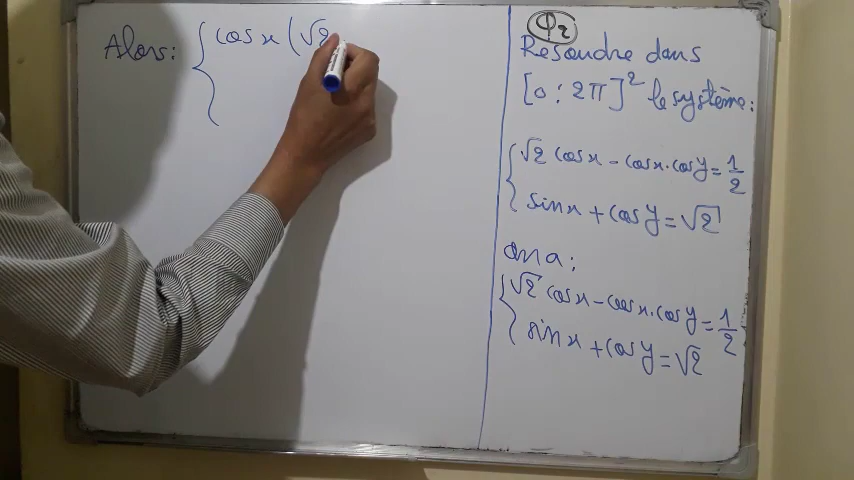 Alors: { cos x (√2
Q2
Resoudre dans
[0 ; 2π]² le système:
{ √2 cos x - cos x . cos y = 1/2
sin x + cos y = √2
on a :
{ √2 cos x - cos x . cos y = 1/2
sin x + cos y = √2